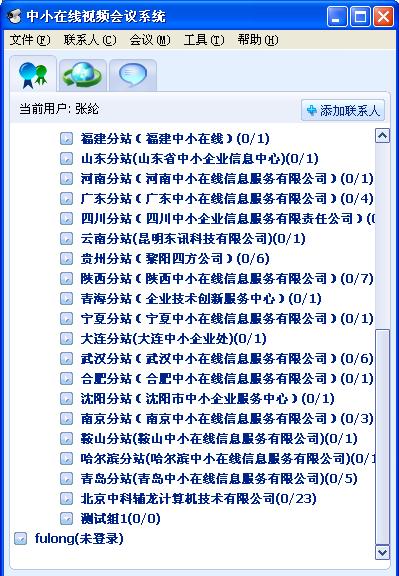 中小在线视频会议系统
文件(F) 联系人(C) 会议(M) 工具(T) 帮助(H)
当前用户: 张纶 添加联系人
福建分站(福建中小在线)(0/1)
山东分站(山东省中小企业信息中心)(0/1)
河南分站(河南中小在线信息服务有限公司)(0/1)
广东分站(广东中小在线信息服务有限公司)(0/4)
四川分站(四川中小企业信息服务有限责任公司)(
云南分站(昆明东讯科技有限公司)(0/1)
贵州分站(黎阳四方公司)(0/6)
陕西分站(陕西中小在线信息服务有限公司)(0/7)
青海分站(企业技术创新服务中心)(0/1)
宁夏分站(宁夏中小在线信息服务有限公司)(0/1)
大连分站(大连中小企业处)(0/1)
武汉分站(武汉中小在线信息服务有限公司)(0/6)
合肥分站(合肥中小在线信息服务有限公司)(0/1)
沈阳分站(沈阳市中小企业服务中心)(0/1)
南京分站(南京中小在线信息服务有限公司)(0/3)
鞍山分站(鞍山中小在线信息服务有限公司)(0/1)
哈尔滨分站(哈尔滨中小在线信息服务有限公司)(0/1
青岛分站(青岛中小在线信息服务有限公司)(0/5)
北京中科辅龙计算机技术有限公司(0/23)
测试组1(0/0)
fulong(未登录)